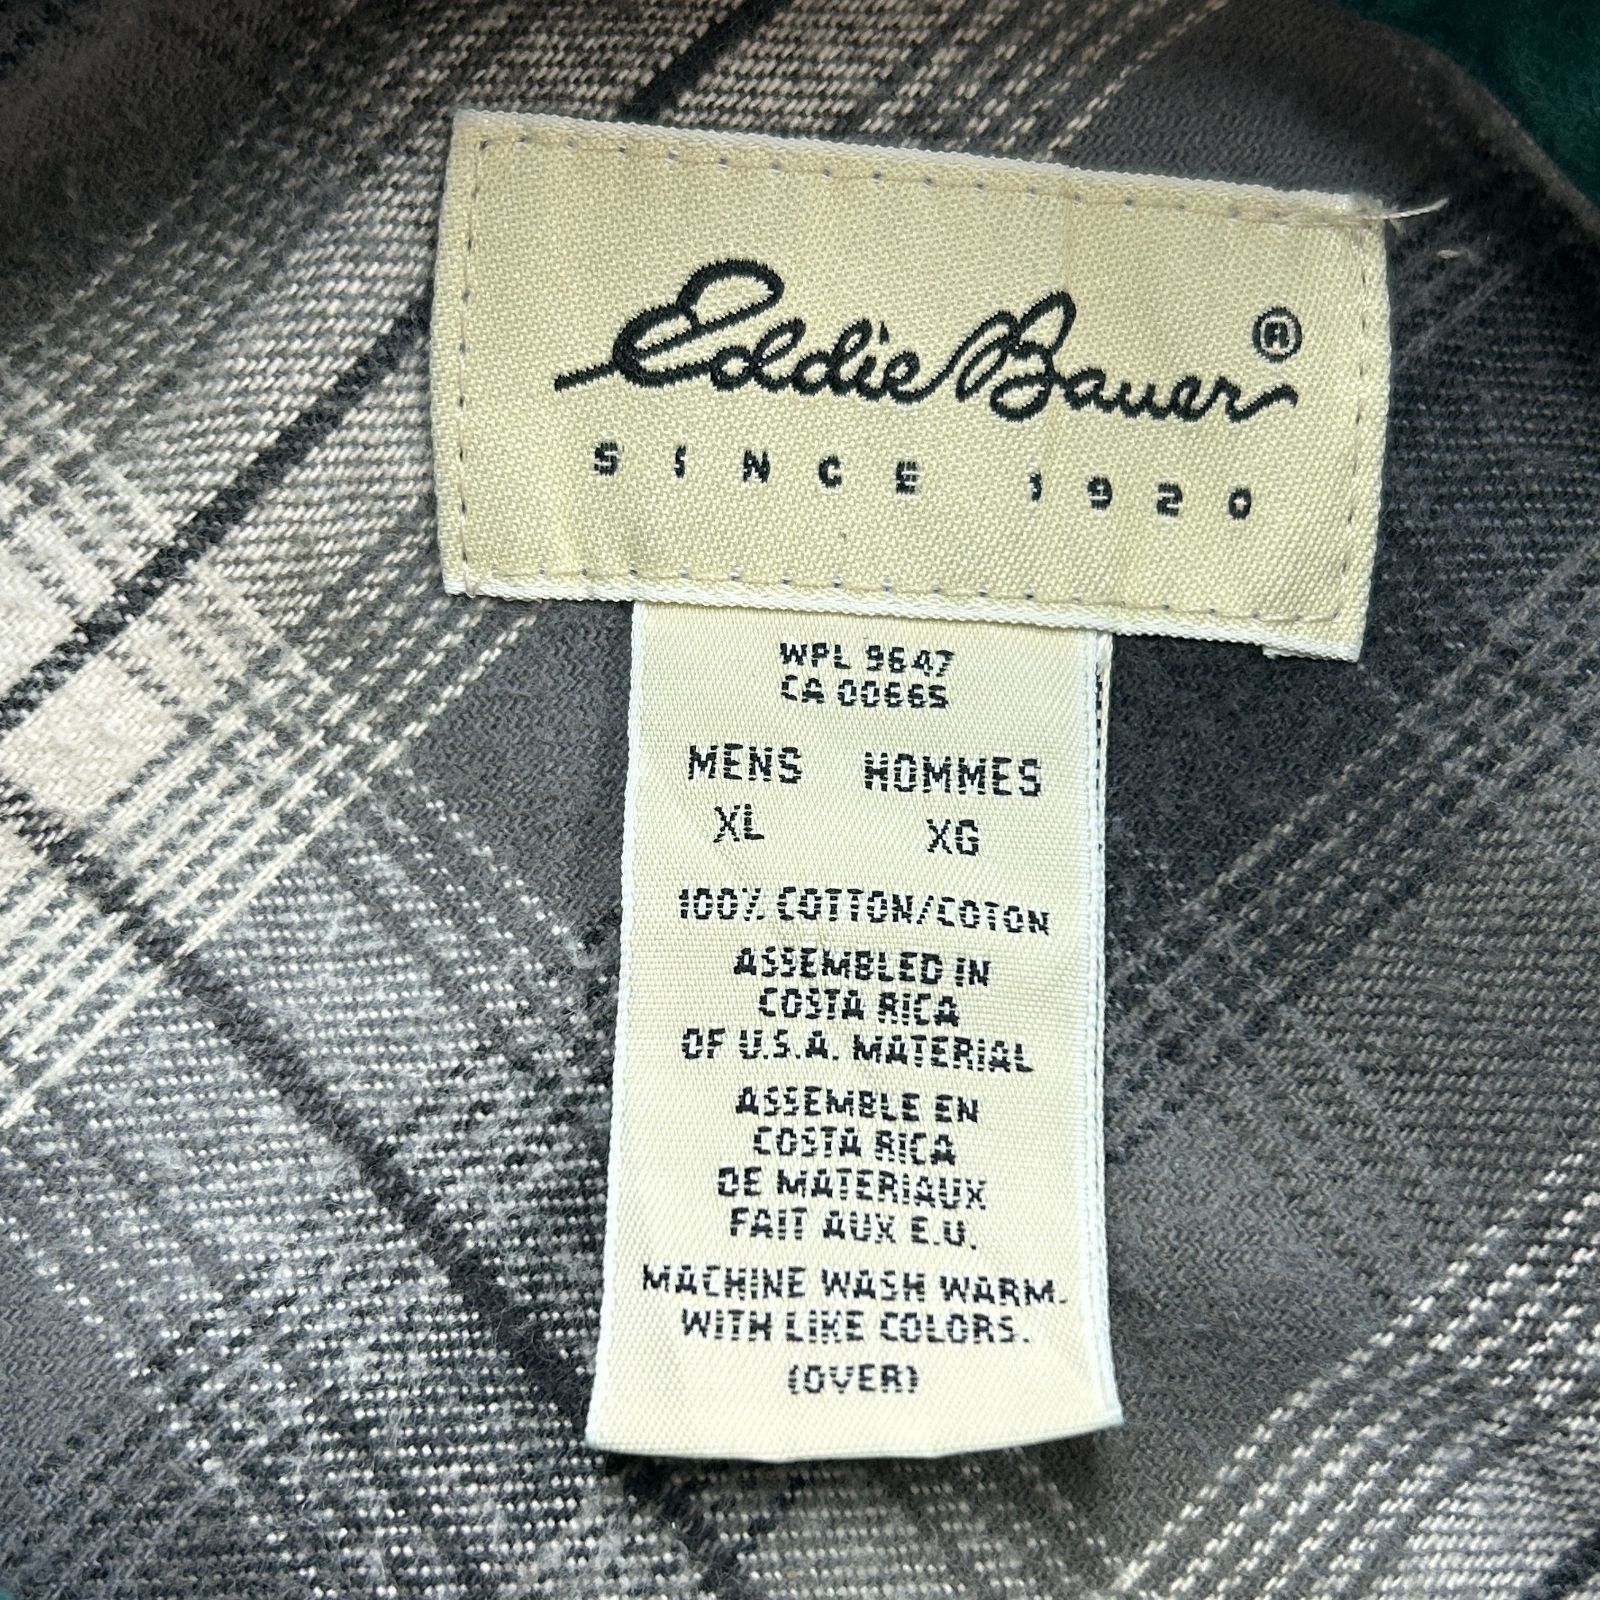 Eddie Bauer ®
SINCE 1920
WPL 9647
CA 00665
MENS HOMMES
XL XG
100% COTTON/COTON
ASSEMBLED IN
COSTA RICA
OF U.S.A. MATERIAL
ASSEMBLE EN
COSTA RICA
DE MATERIAUX
FAIT AUX E.U.
MACHINE WASH WARM.
WITH LIKE COLORS.
(OVER)